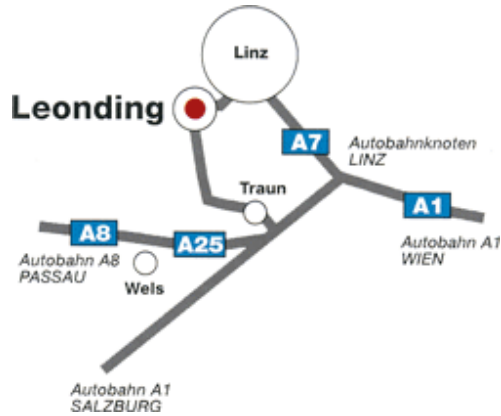 Linz
Leonding
A7
Autobahnknoten
LINZ
Traun
A1
A8
A25
Autobahn A8
PASSAU
Wels
Autobahn A1
WIEN
Autobahn A1
SALZBURG